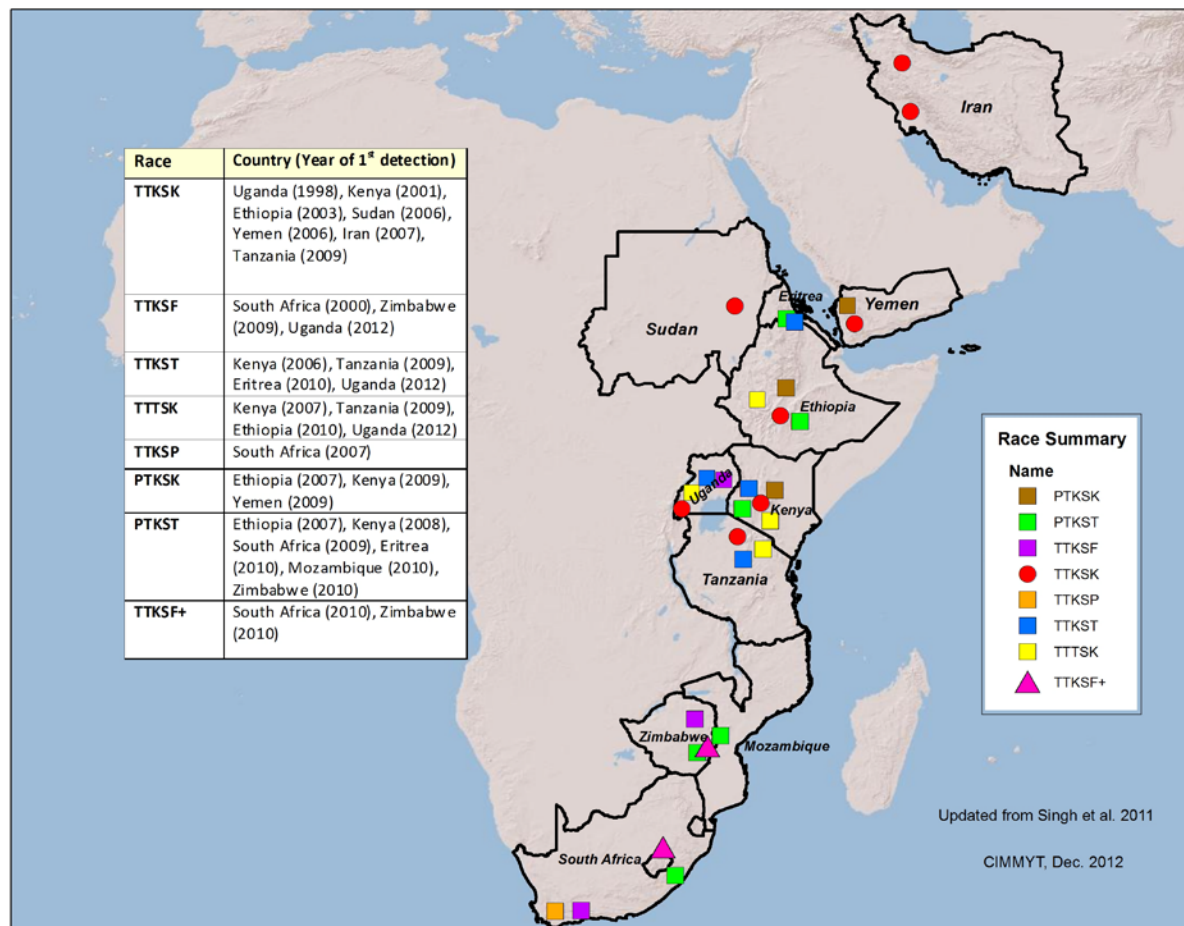 Race Country (Year of 1st detection)
TTKSK Uganda (1998), Kenya (2001),
Ethiopia (2003), Sudan (2006),
Yemen (2006), Iran (2007),
Tanzania (2009)
TTKSF South Africa (2000), Zimbabwe
(2009), Uganda (2012)
TTKST Kenya (2006), Tanzania (2009),
Eritrea (2010), Uganda (2012)
TTTSK Kenya (2007), Tanzania (2009),
Ethiopia (2010), Uganda (2012)
TTKSP South Africa (2007)
PTKSK Ethiopia (2007), Kenya (2009),
Yemen (2009)
PTKST Ethiopia (2007), Kenya (2008),
South Africa (2009), Eritrea
(2010), Mozambique (2010),
Zimbabwe (2010)
TTKSF+ South Africa (2010), Zimbabwe
(2010)
Iran
Eritrea
Yemen
Sudan
Ethiopia
Uganda
Kenya
Tanzania
Zimbabwe
Mozambique
South Africa
Race Summary
Name
PTKSK
PTKST
TTKSF
TTKSK
TTKSP
TTKST
TTTSK
TTKSF+
Updated from Singh et al. 2011
CIMMYT, Dec. 2012